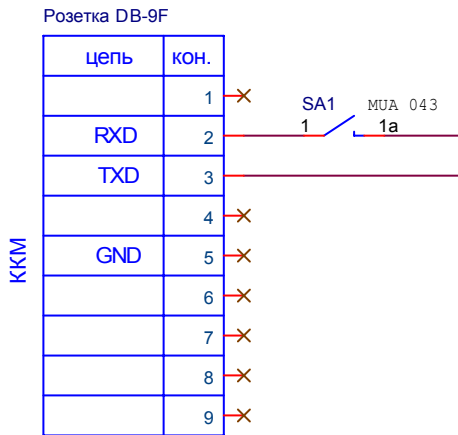 Розетка DB-9F
цепь кон.
1
SA1 MUA 043
RXD 2 1 1a
TXD 3
4
GND 5
6
7
8
9
ККМ